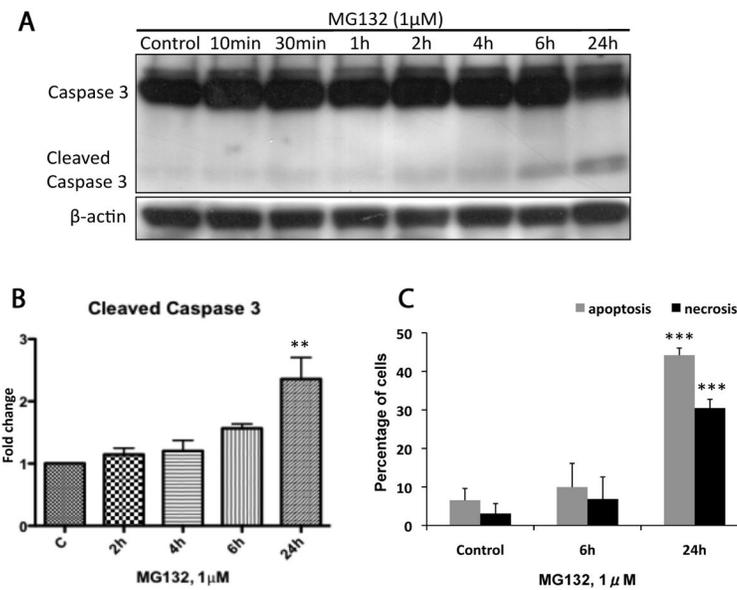 A
MG132 (1μM)
Control 10min 30min 1h 2h 4h 6h 24h
Caspase 3
Cleaved
Caspase 3
β-actin
B
Cleaved Caspase 3
**
3
2
1
0
Fold change
C 2h 4h 6h 24h
MG132, 1μM
C
apoptosis necrosis
***
***
50
40
30
20
10
0
Percentage of cells
Control 6h 24h
MG132, 1 μ M